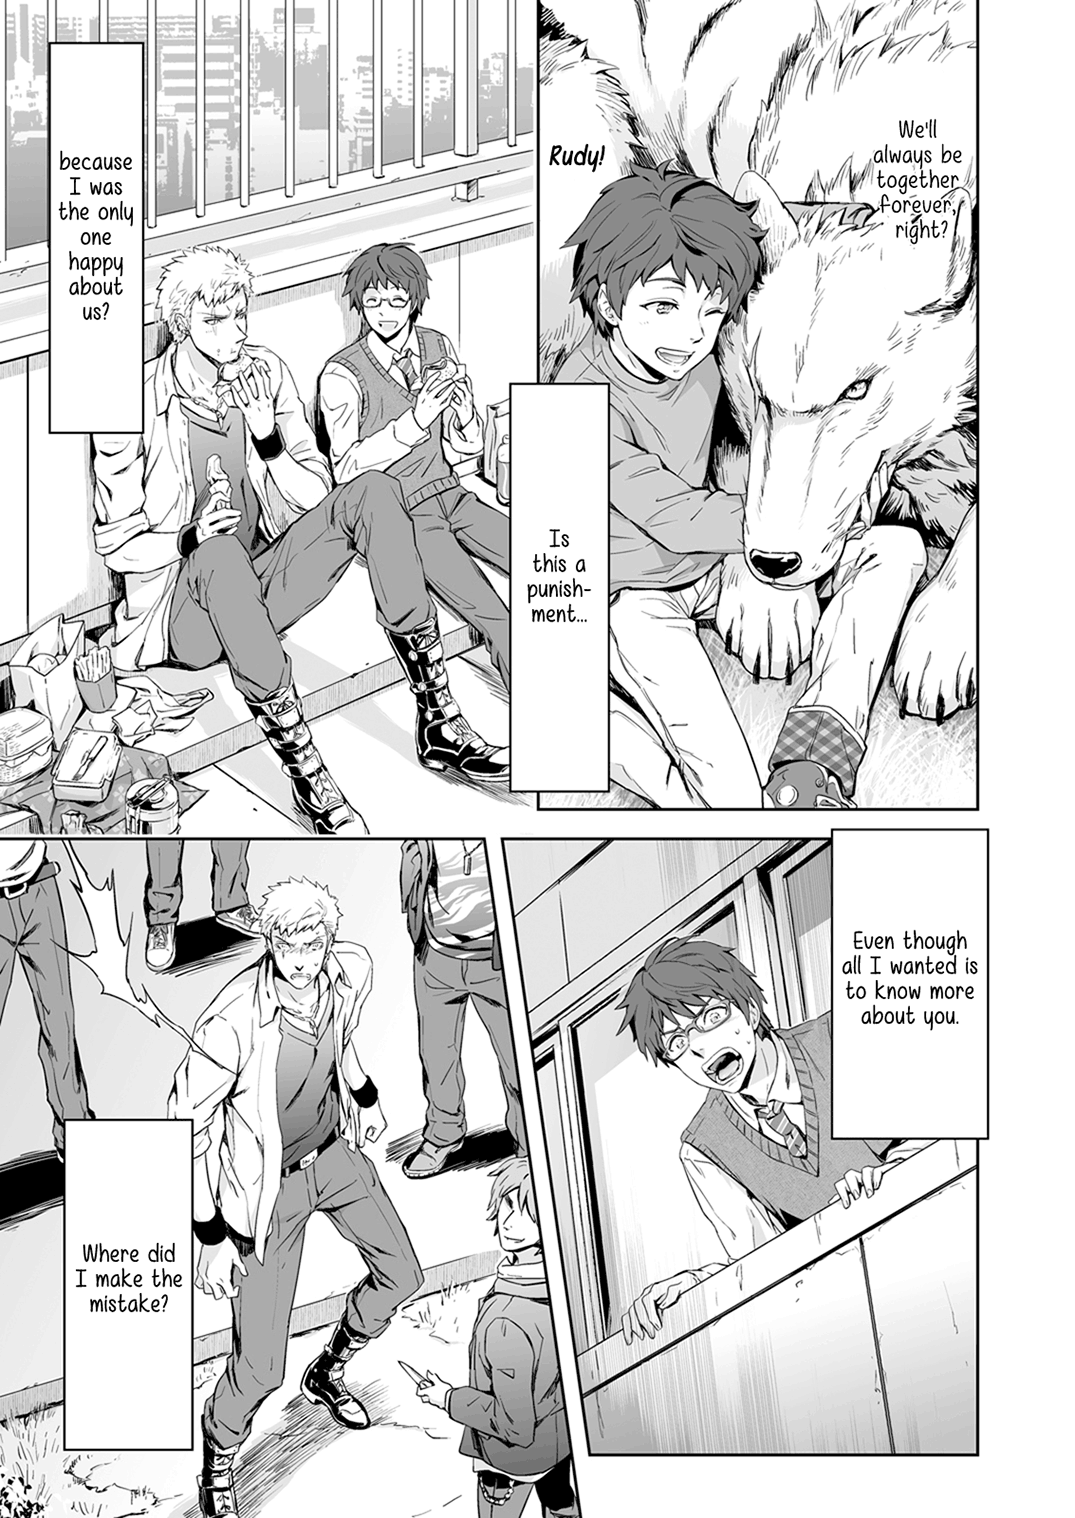 Rudy!
We'll
always be
together
forever,
right?
Is
this a
punish-
ment...
because
I was
the only
one
happy
about
us?
Even though
all I wanted is
to know more
about you.
Where did
I make the
mistake?